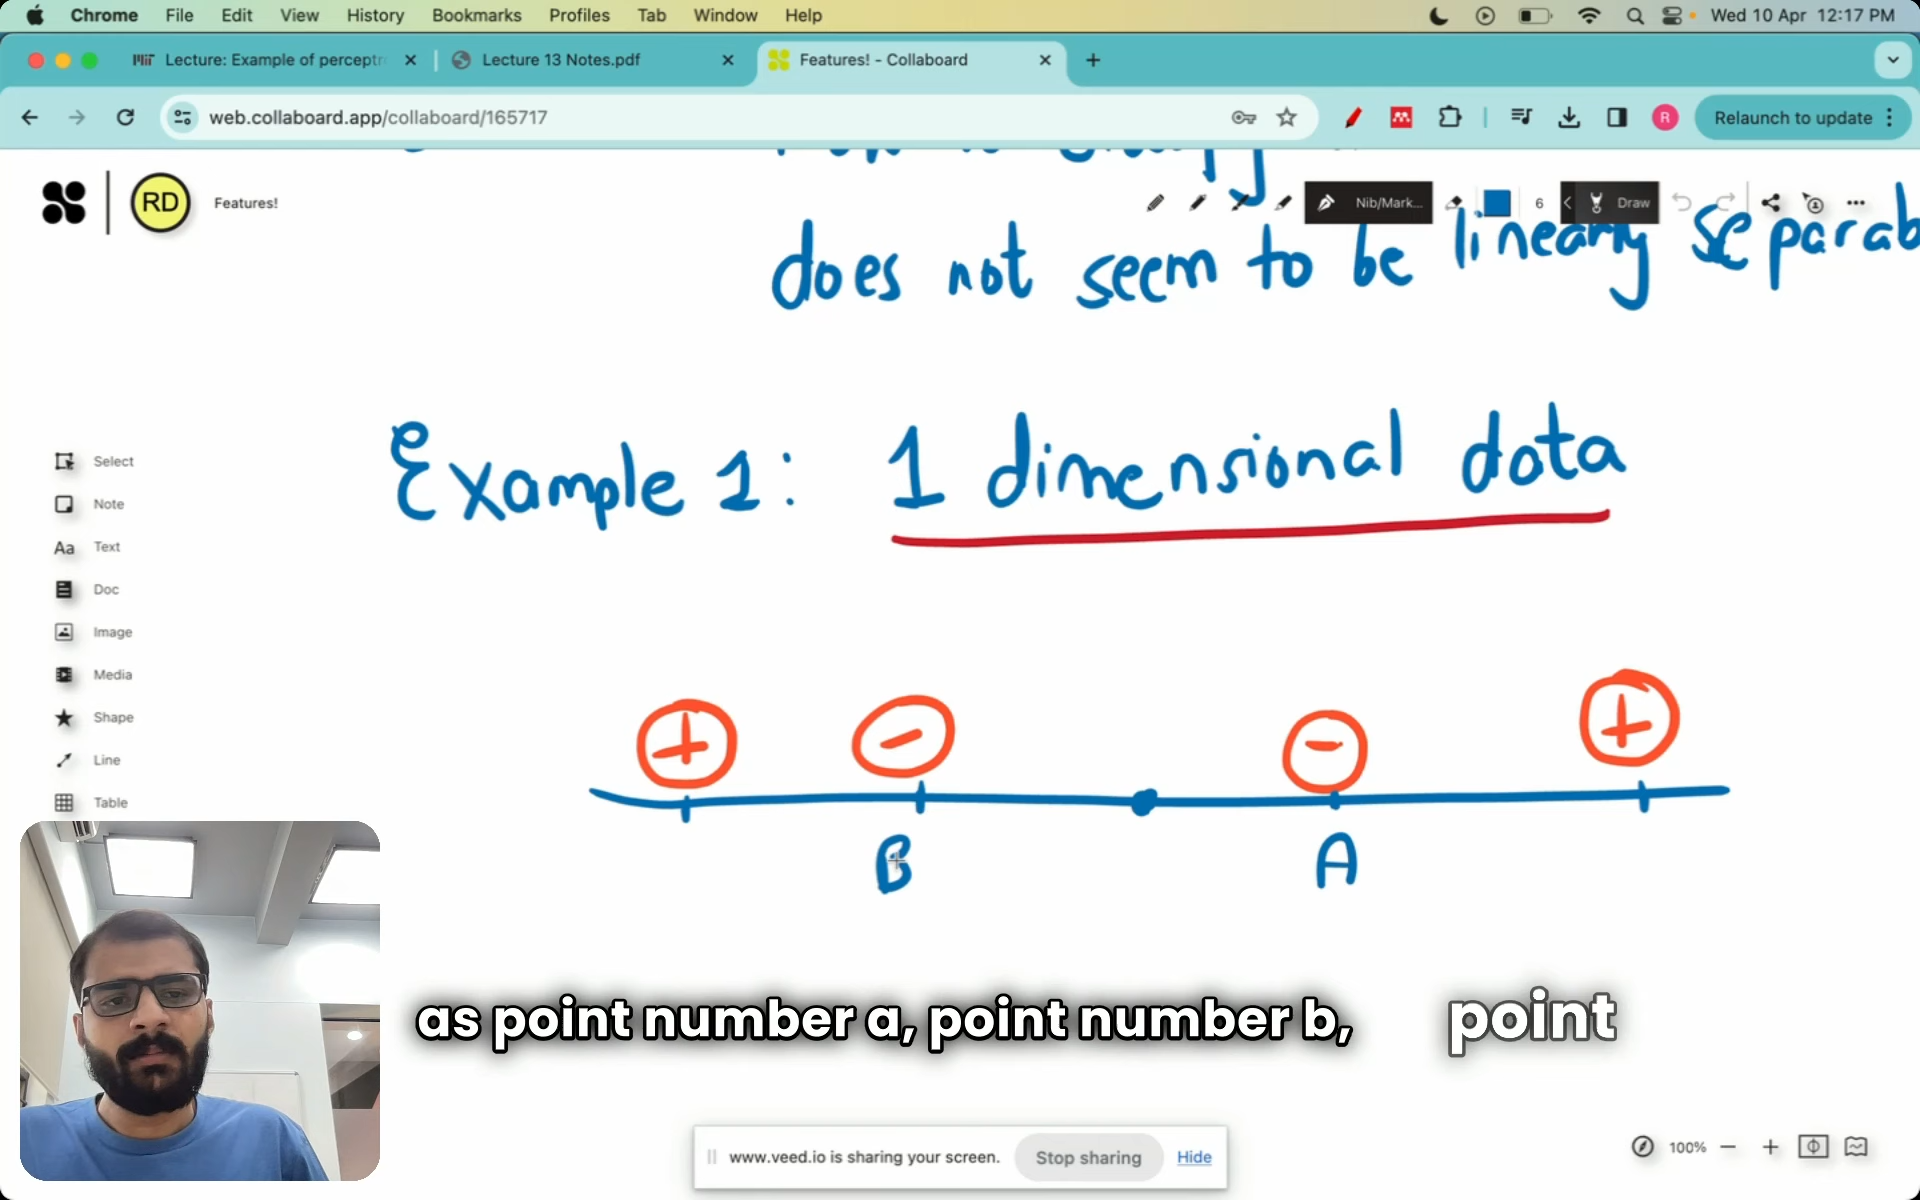 Chrome File Edit View History Bookmarks Profiles Tab Window Help Wed 10 Apr 12:17 PM
Lecture: Example of perceptr Lecture 13 Notes.pdf Features! - Collaboard
web.collaboard.app/collaboard/165717 R Relaunch to update
RD Features! Nib/Mark... 6 Draw
does not seem to be linearly separab
Example 1: 1 dimensional data
Select
Note
Aa Text
Doc
Image
Media
Shape
Line
Table
+ - - +
B A
as point number a, point number b, point
www.veed.io is sharing your screen. Stop sharing Hide
100%